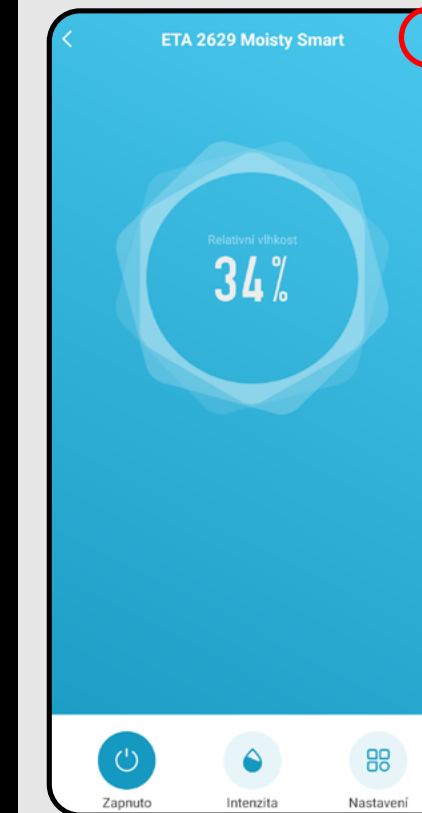 ETA 2629 Moisty Smart
Relativní vlhkost
34%
Zapnuto
Intenzita
Nastavení